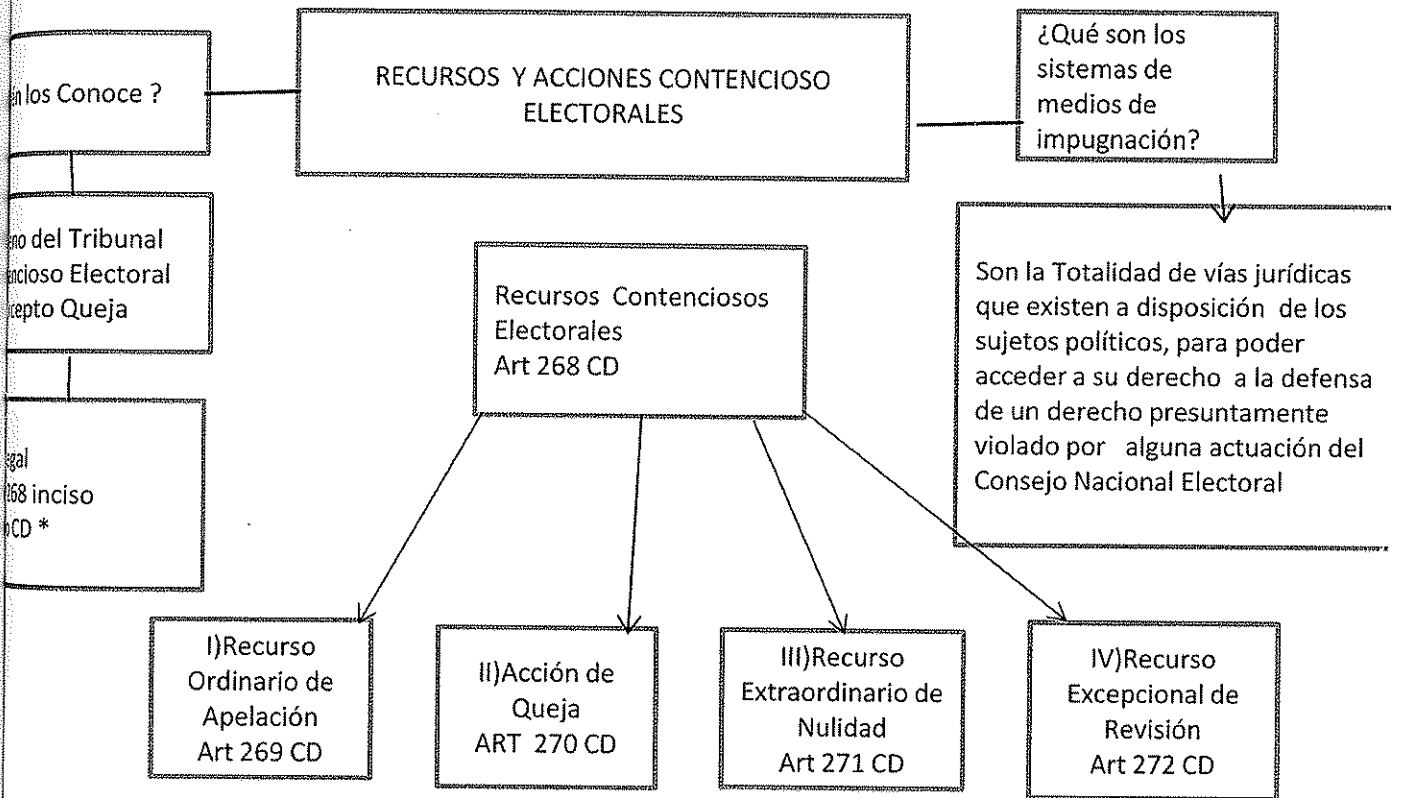 los Conoce ?
RECURSOS Y ACCIONES CONTENCIOSO
ELECTORALES
¿Qué son los
sistemas de
medios de
impugnación?
del Tribunal
Electoral
Queja
Recursos Contenciosos
Electorales
Art 268 CD
Son la Totalidad de vías jurídicas
que existen a disposición de los
sujetos políticos, para poder
acceder a su derecho a la defensa
de un derecho presuntamente
violado por alguna actuación del
Consejo Nacional Electoral
inciso
CD *
I)Recurso
Ordinario de
Apelación
Art 269 CD
II)Acción de
Queja
ART 270 CD
III)Recurso
Extraordinario de
Nulidad
Art 271 CD
IV)Recurso
Excepcional de
Revisión
Art 272 CD